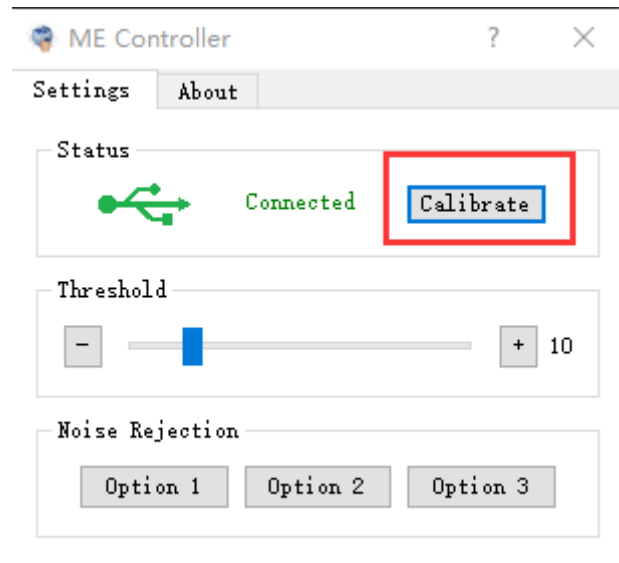 ME Controller ?
Settings About
Status
Connected Calibrate
Threshold
- + 10
Noise Rejection
Option 1 Option 2 Option 3